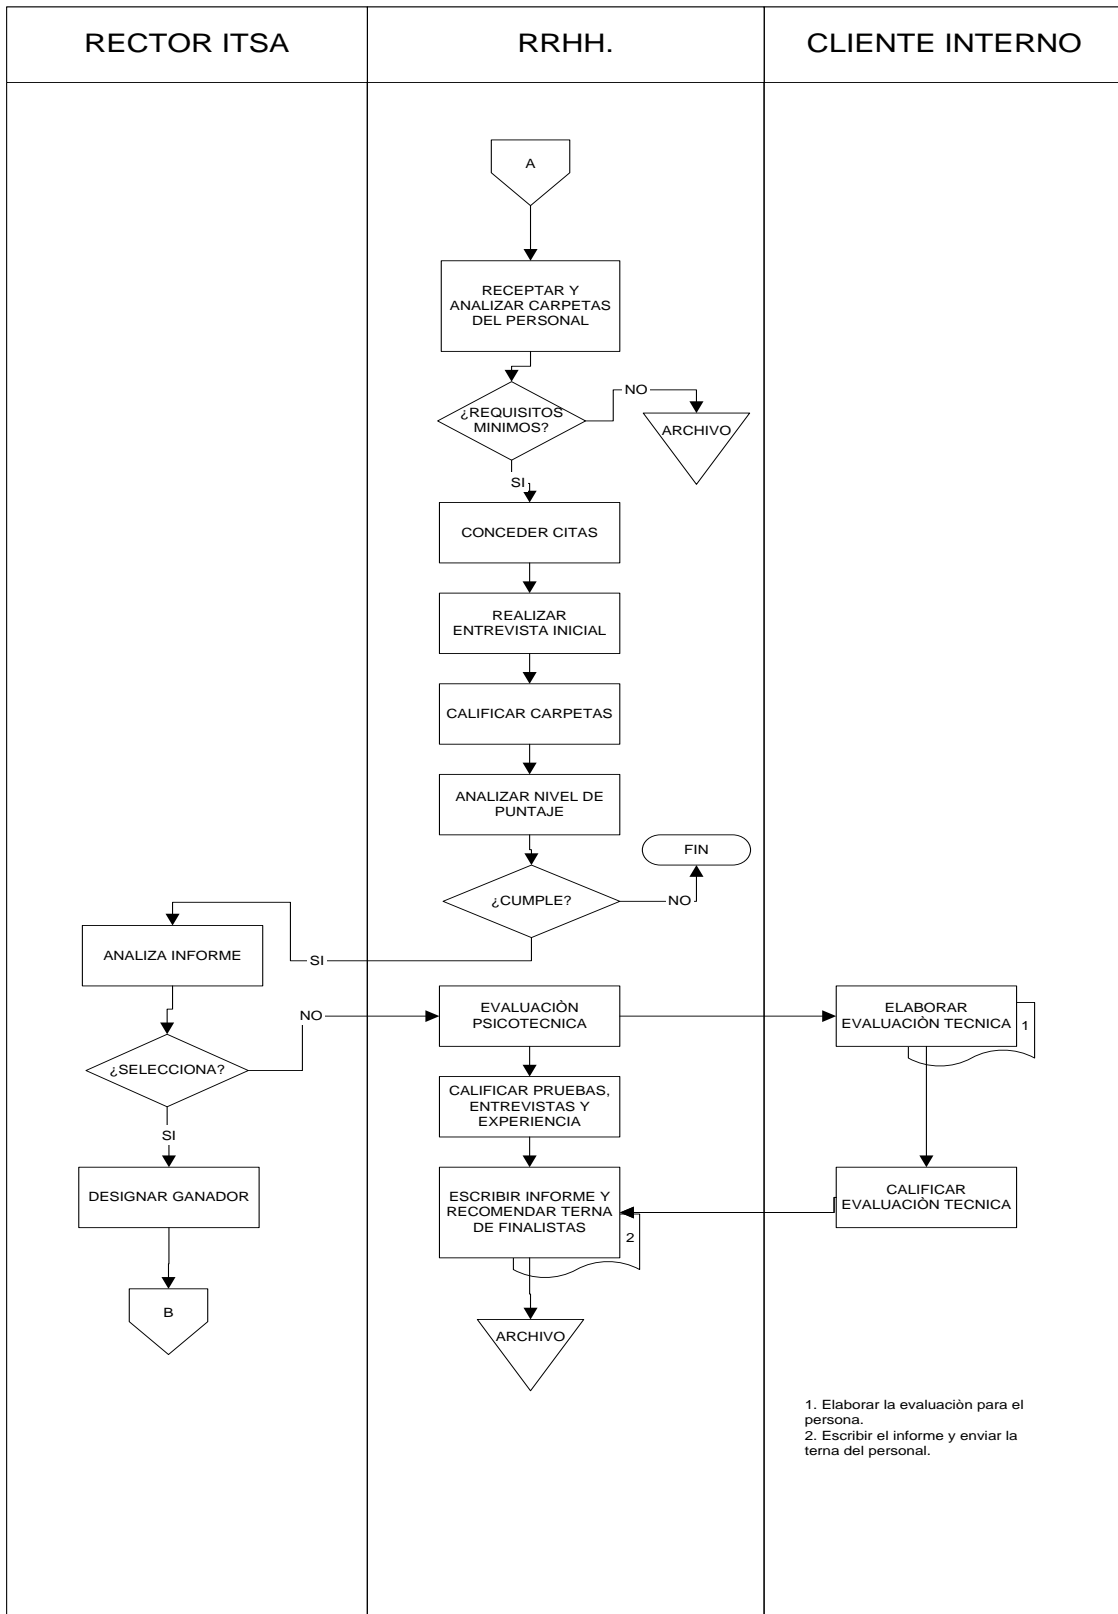 RECTOR ITSA
RRHH.
CLIENTE INTERNO
A
RECEPTAR Y
ANALIZAR CARPETAS
DEL PERSONAL
¿REQUISITOS
MINIMOS?
NO
ARCHIVO
SI
CONCEDER CITAS
REALIZAR
ENTREVISTA INICIAL
CALIFICAR CARPETAS
ANALIZAR NIVEL DE
PUNTAJE
FIN
¿CUMPLE?
NO
SI
ANALIZA INFORME
¿SELECCIONA?
NO
SI
DESIGNAR GANADOR
B
EVALUACIÒN
PSICOTECNICA
ELABORAR
EVALUACIÒN TECNICA
1
CALIFICAR PRUEBAS,
ENTREVISTAS Y
EXPERIENCIA
CALIFICAR
EVALUACIÒN TECNICA
ESCRIBIR INFORME Y
RECOMENDAR TERNA
DE FINALISTAS
2
ARCHIVO
1. Elaborar la evaluaciòn para el
persona.
2. Escribir el informe y enviar la
terna del personal.